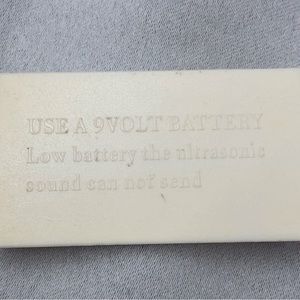 USE A 9VOLT BATTERY
Low battery the ultrasonic
sound can not send